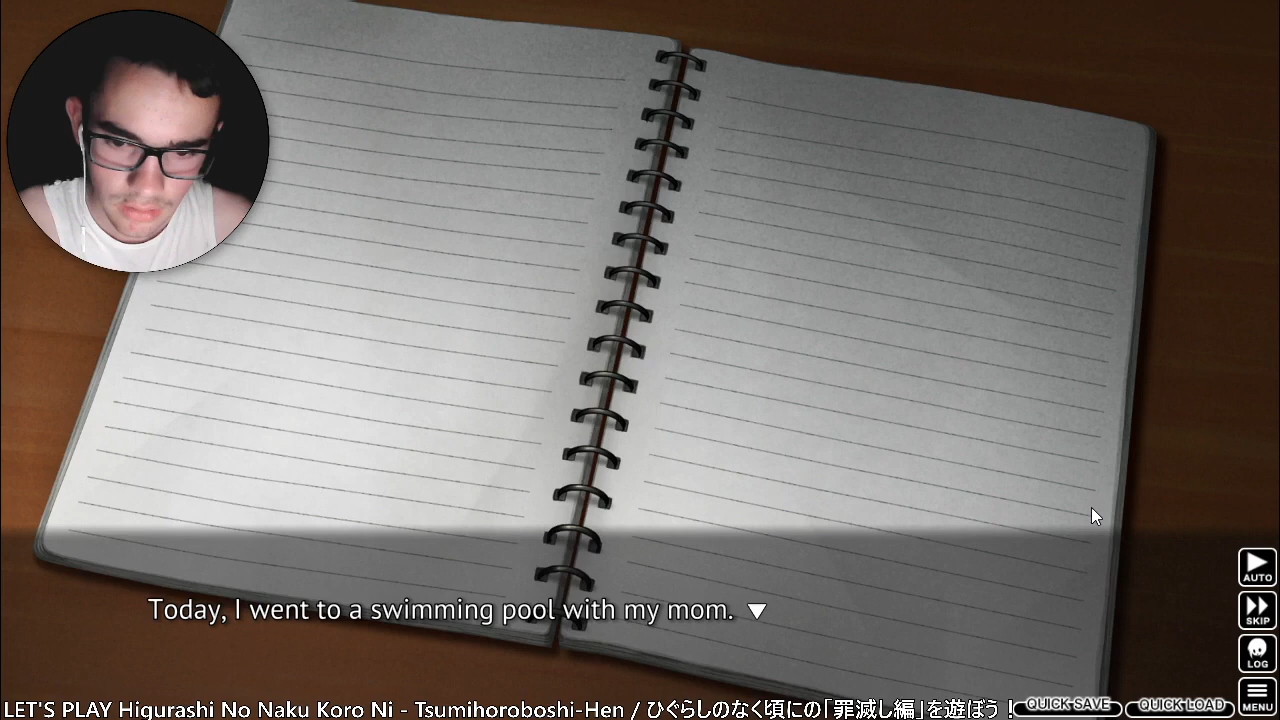 Today, I went to a swimming pool with my mom.
AUTO
SKIP
LOG
MENU
LET'S PLAY Higurashi No Naku Koro Ni - Tsumihoroboshi-Hen / ひぐらしのなく頃にの「罪滅し編」を遊ぼう！
QUICK SAVE
QUICK LOAD